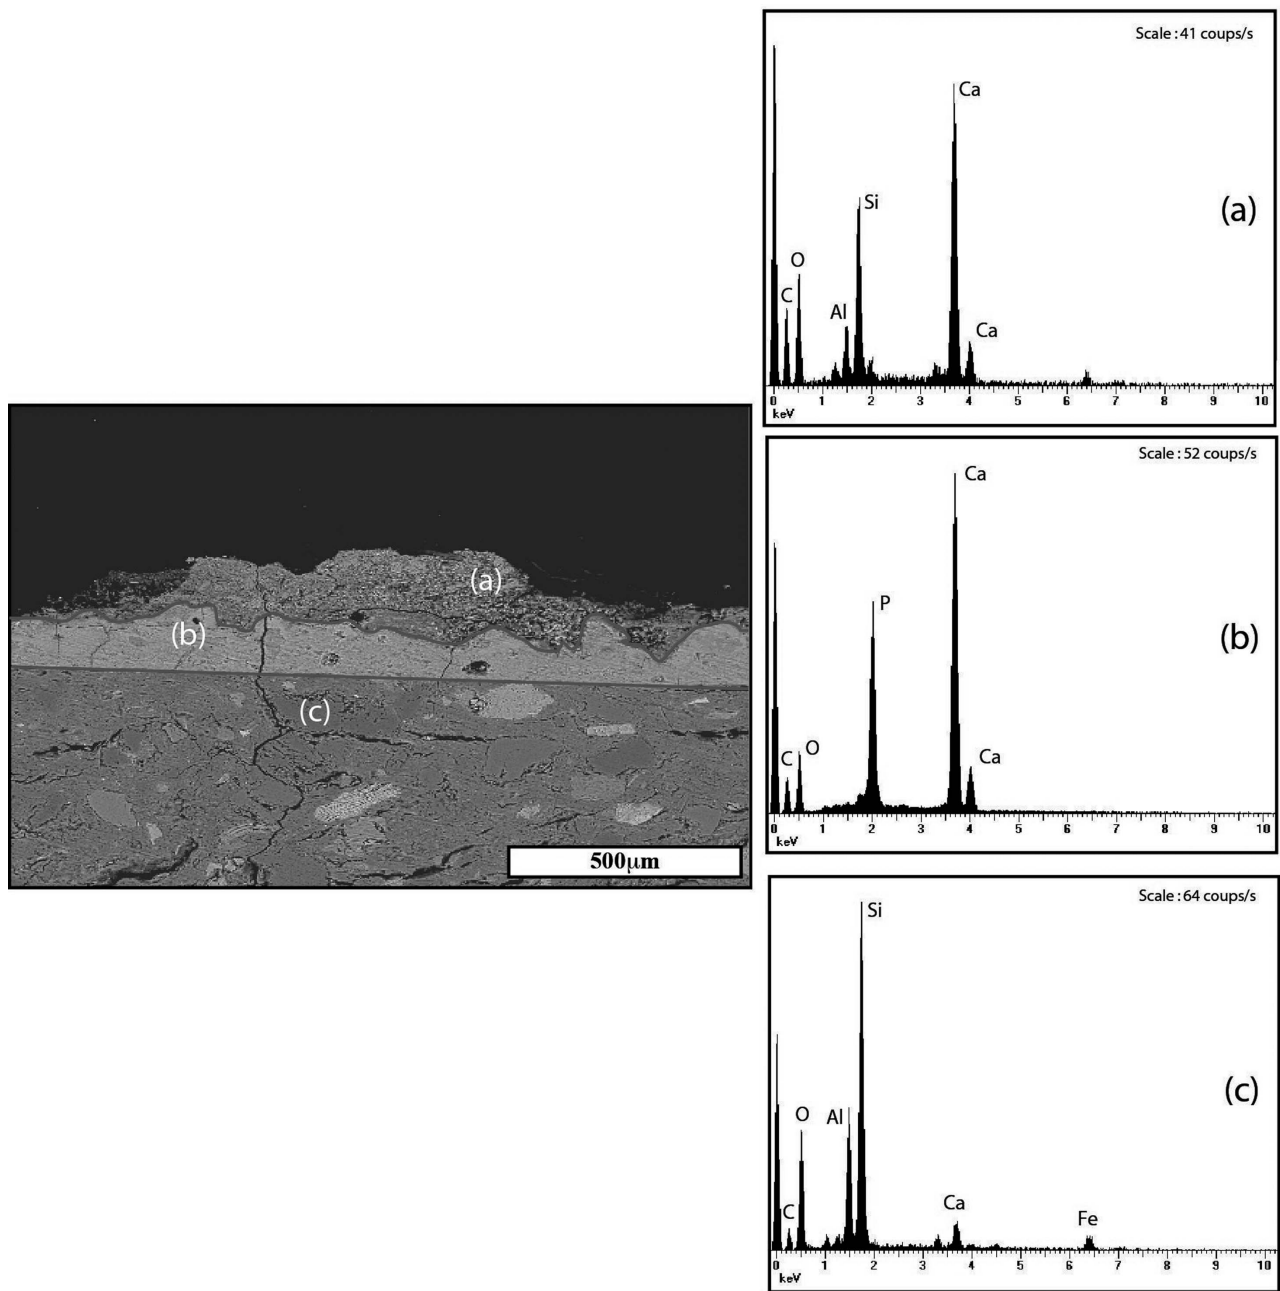 Scale : 41 coups/s
Ca
Si
(a)
O
C
Al
Ca
0 1 2 3 4 5 6 7 8 9 10
keV
Scale : 52 coups/s
Ca
P
(b)
O
C
Ca
0 1 2 3 4 5 6 7 8 9 10
keV
(a)
(b)
(c)
500µm
Scale : 64 coups/s
Si
(c)
O
Al
C
Ca
Fe
0 1 2 3 4 5 6 7 8 9 10
keV